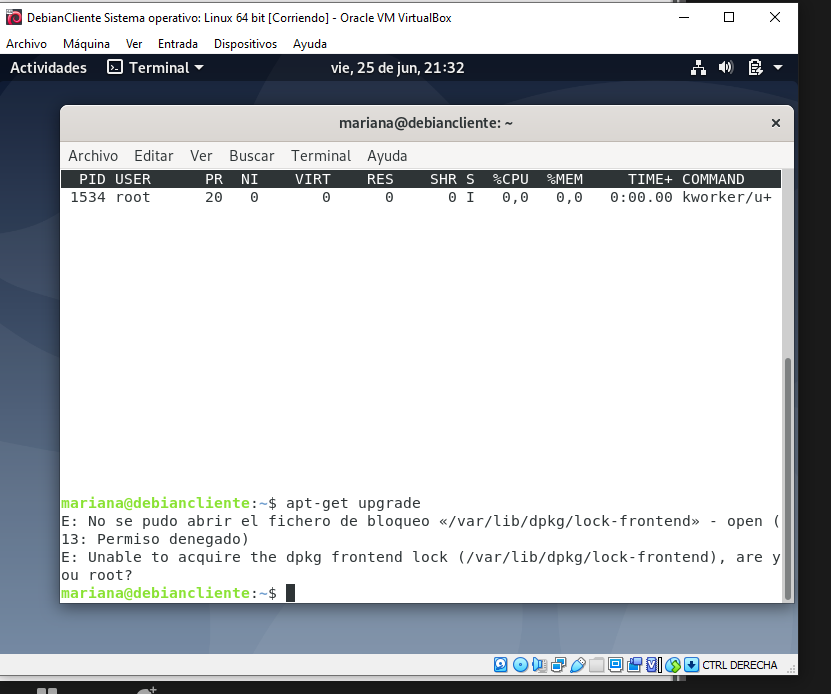 DebianCliente Sistema operativo: Linux 64 bit [Corriendo] - Oracle VM VirtualBox
Archivo Máquina Ver Entrada Dispositivos Ayuda
Actividades Terminal vie, 25 de jun, 21:32
mariana@debiancliente: ~
Archivo Editar Ver Buscar Terminal Ayuda
PID USER PR NI VIRT RES SHR S %CPU %MEM TIME+ COMMAND
1534 root 20 0 0 0 0 I 0,0 0,0 0:00.00 kworker/u+
mariana@debiancliente:~$ apt-get upgrade
E: No se pudo abrir el fichero de bloqueo «/var/lib/dpkg/lock-frontend» - open (
13: Permiso denegado)
E: Unable to acquire the dpkg frontend lock (/var/lib/dpkg/lock-frontend), are y
ou root?
mariana@debiancliente:~$
CTRL DERECHA